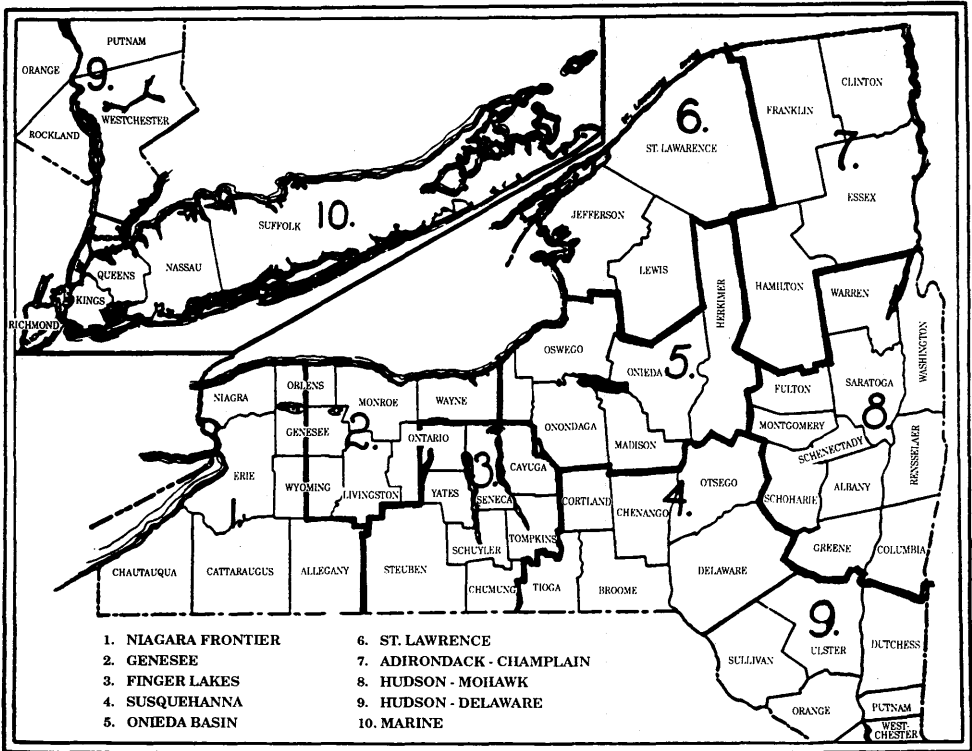 PUTNAM
ORANGE
9.
WESTCHESTER
ROCKLAND
SUFFOLK
10.
QUEENS
NASSAU
KINGS
RICHMOND
6.
ST. LAWARENCE
FRANKLIN
CLINTON
7.
ESSEX
JEFFERSON
LEWIS
HERKIMER
HAMILTON
WARREN
WASHINGTON
OSWEGO
ONIEDA
5.
FULTON
SARATOGA
8.
MONTGOMERY
SCHENECTADY
RENSSELAER
NIAGRA
ORLENS
MONROE
WAYNE
GENESEE
2.
ONTARIO
ONONDAGA
MADISON
ERIE
WYOMING
LIVINGSTON
YATES
3.
SENECA
CAYUGA
CORTLAND
CHENANGO
4.
OTSEGO
SCHOHARIE
ALBANY
SCHUYLER
TOMPKINS
GREENE
COLUMBIA
CHAUTAUQUA
CATTARAUGUS
ALLEGANY
STEUBEN
CHUMUNG
TIOGA
BROOME
DELAWARE
9.
ULSTER
DUTCHESS
SULLIVAN
ORANGE
PUTNAM
WEST-
CHESTER
1. NIAGARA FRONTIER
2. GENESEE
3. FINGER LAKES
4. SUSQUEHANNA
5. ONIEDA BASIN
6. ST. LAWRENCE
7. ADIRONDACK - CHAMPLAIN
8. HUDSON - MOHAWK
9. HUDSON - DELAWARE
10. MARINE